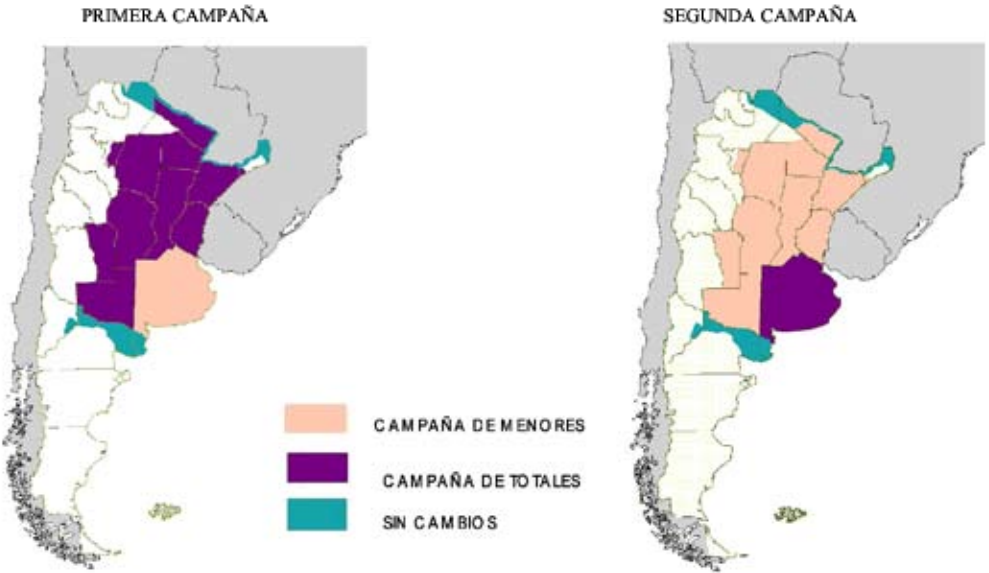 PRIMERA CAMPAÑA
SEGUNDA CAMPAÑA
CAMPAÑA DE MENORES
CAMPAÑA DE TOTALES
SIN CAMBIOS